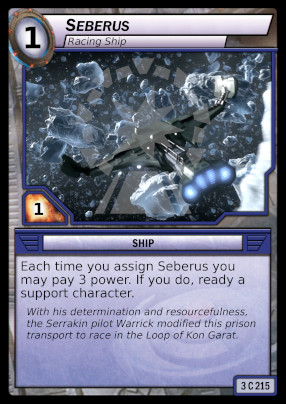 1
SEBERUS
Racing Ship
1
SHIP
Each time you assign Seberus you
may pay 3 power. If you do, ready a
support character.
With his determination and resourcefulness,
the Serrakin pilot Warrick modified this prison
transport to race in the Loop of Kon Garat.
3 C 215